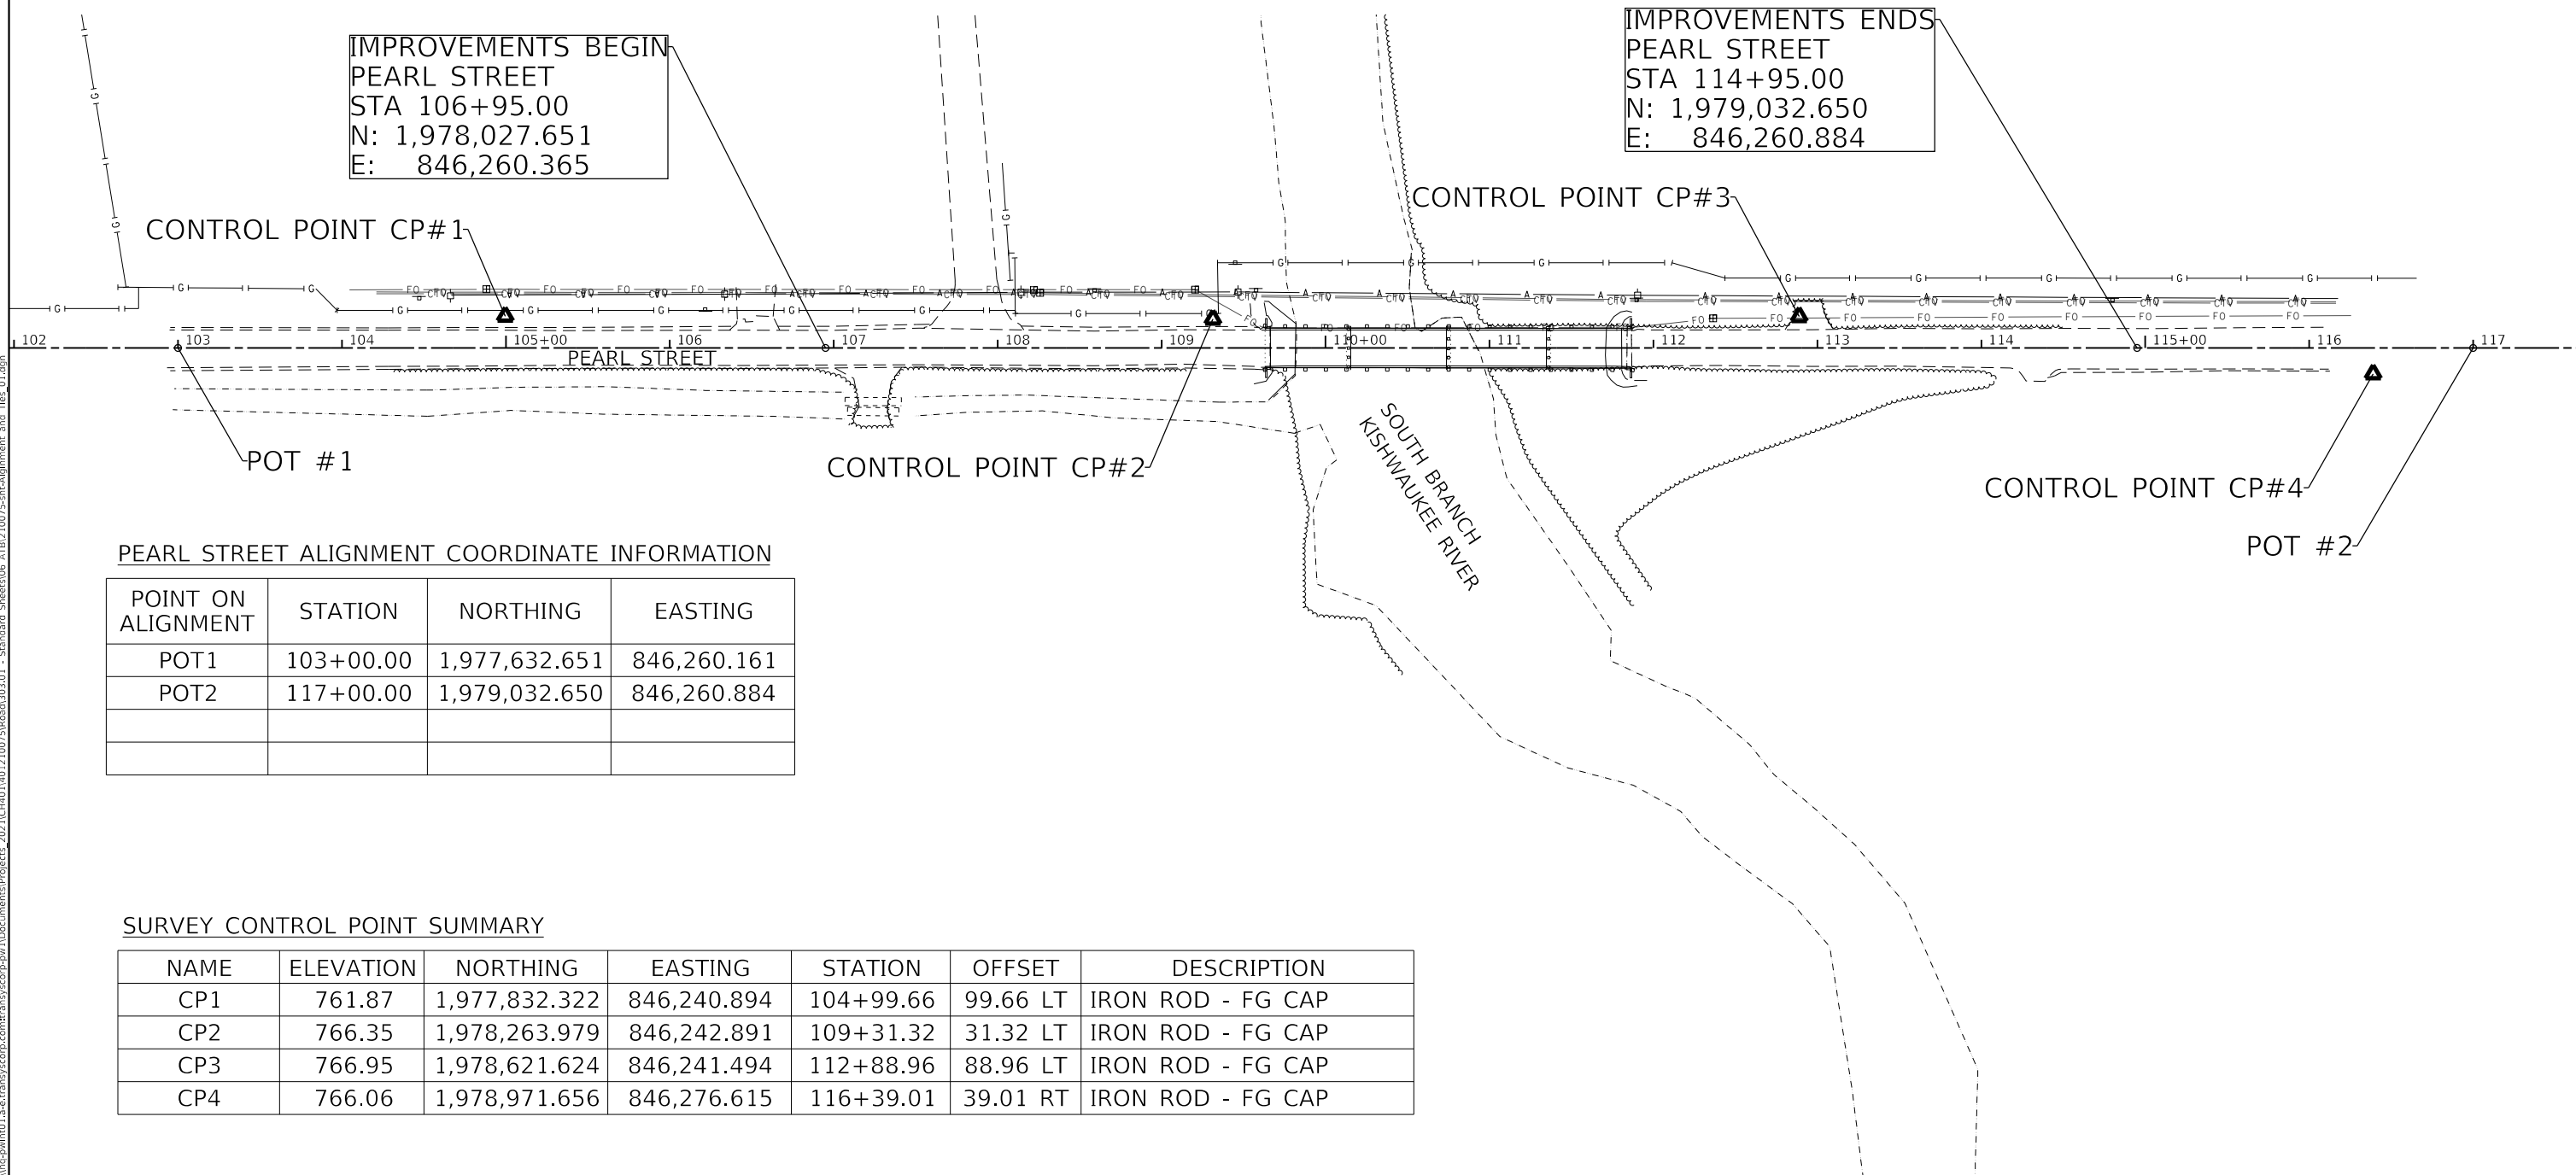 IMPROVEMENTS BEGIN
PEARL STREET
STA 106+95.00
N: 1,978,027.651
E: 846,260.365
IMPROVEMENTS ENDS
PEARL STREET
STA 114+95.00
N: 1,979,032.650
E: 846,260.884
CONTROL POINT CP#1
CONTROL POINT CP#3
102 103 104 105+00 106 107 108 109 110+00 111 112 113 114 115+00 116 117
PEARL STREET
POT #1
CONTROL POINT CP#2
SOUTH BRANCH
KISHWAUKEE RIVER
CONTROL POINT CP#4
POT #2
PEARL STREET ALIGNMENT COORDINATE INFORMATION
POINT ON
ALIGNMENT STATION NORTHING EASTING
POT1 103+00.00 1,977,632.651 846,260.161
POT2 117+00.00 1,979,032.650 846,260.884
SURVEY CONTROL POINT SUMMARY
NAME ELEVATION NORTHING EASTING STATION OFFSET DESCRIPTION
CP1 761.87 1,977,832.322 846,240.894 104+99.66 99.66 LT IRON ROD - FG CAP
CP2 766.35 1,978,263.979 846,242.891 109+31.32 31.32 LT IRON ROD - FG CAP
CP3 766.95 1,978,621.624 846,241.494 112+88.96 88.96 LT IRON ROD - FG CAP
CP4 766.06 1,978,971.656 846,276.615 116+39.01 39.01 RT IRON ROD - FG CAP